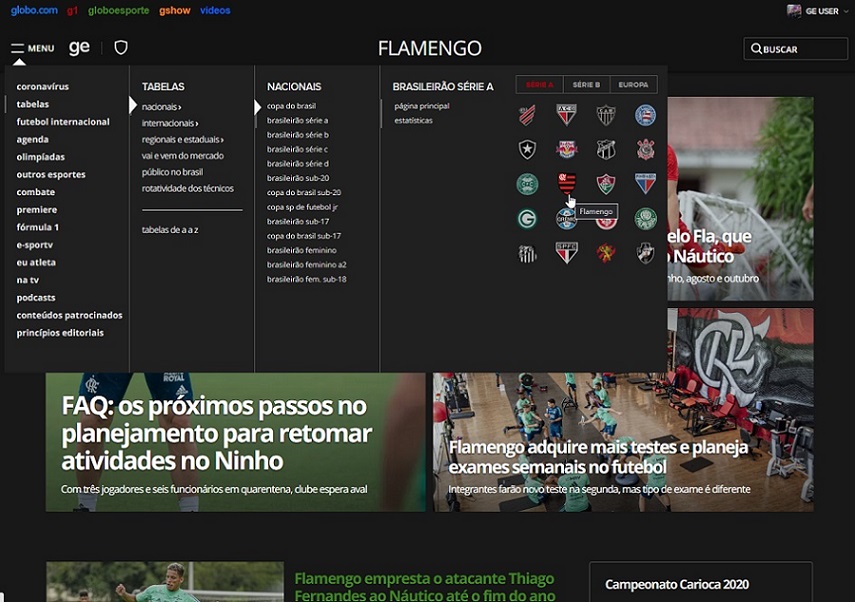 globo.com g1 globoesporte gshow videos
GE USER
MENU ge
FLAMENGO
BUSCAR
coronavírus
tabelas
futebol internacional
agenda
olimpíadas
outros esportes
combate
premiere
fórmula 1
e-sportv
eu atleta
na tv
podcasts
conteúdos patrocinados
princípios editoriais
TABELAS
nacionais ›
internacionais ›
regionais e estaduais ›
vai e vem do mercado
público no brasil
rotatividade dos técnicos
tabelas de a a z
NACIONAIS
copa do brasil
brasileirão série a
brasileirão série b
brasileirão série c
brasileirão série d
brasileirão sub-20
copa do brasil sub-20
copa sp de futebol jr
brasileirão sub-17
copa do brasil sub-17
brasileirão feminino
brasileirão feminino a2
brasileirão fem. sub-18
BRASILEIRÃO SÉRIE A
página principal
estatísticas
SÉRIE A SÉRIE B EUROPA
Flamengo
elo Fla, que
Náutico
nho, agosto e outubro
FAQ: os próximos passos no
planejamento para retomar
atividades no Ninho
Com três jogadores e seis funcionários em quarentena, clube espera aval
Flamengo adquire mais testes e planeja
exames semanais no futebol
Integrantes farão novo teste na segunda, mas tipo de exame é diferente
Flamengo empresta o atacante Thiago
Fernandes ao Náutico até o fim do ano
Campeonato Carioca 2020